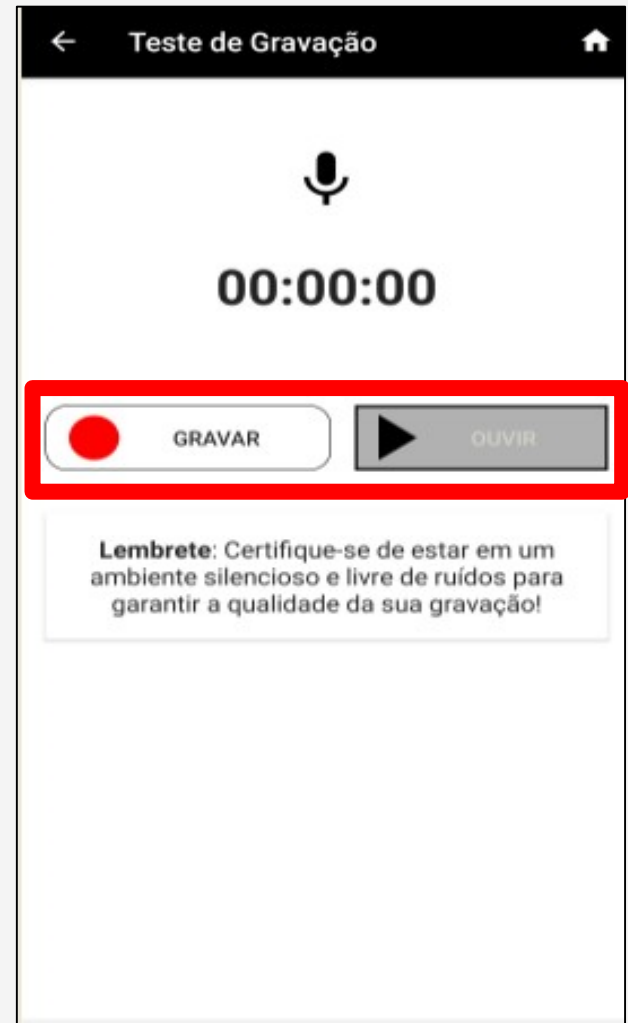 Teste de Gravação
00:00:00
GRAVAR
OUVIR
Lembrete: Certifique-se de estar em um
ambiente silencioso e livre de ruídos para
garantir a qualidade da sua gravação!